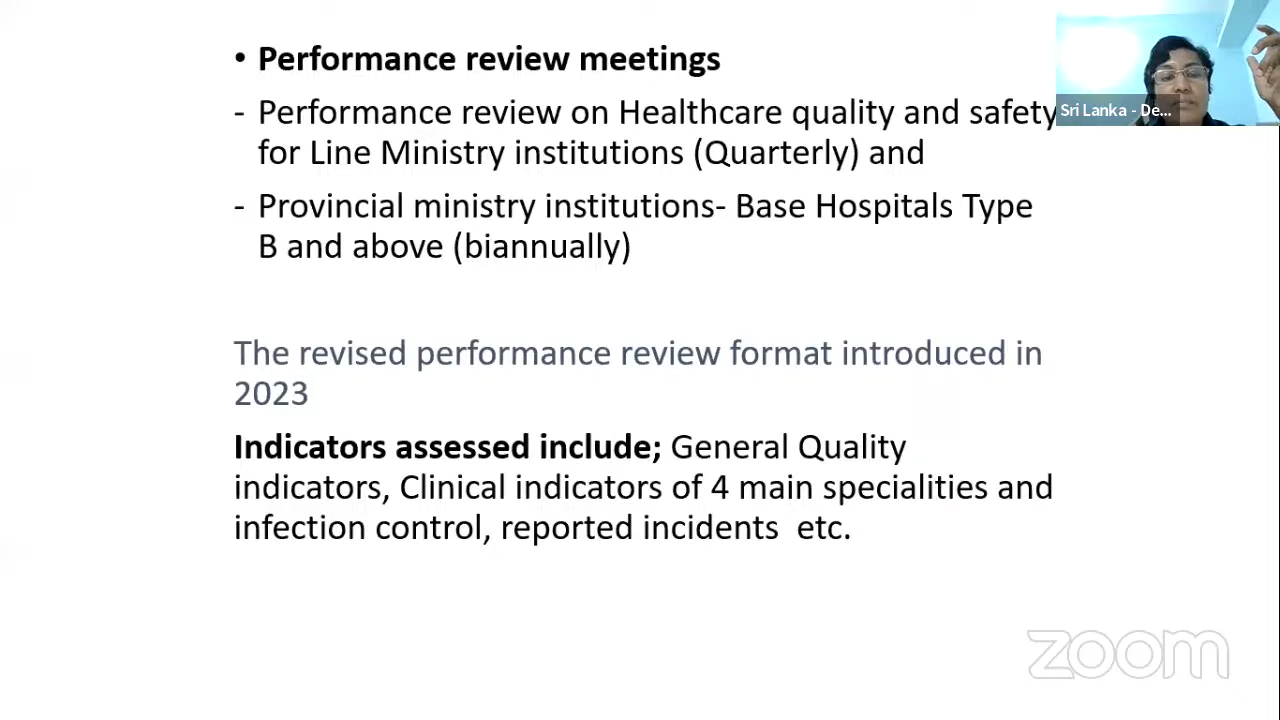 • Performance review meetings
- Performance review on Healthcare quality and safety
for Line Ministry institutions (Quarterly) and
- Provincial ministry institutions- Base Hospitals Type
B and above (biannually)
The revised performance review format introduced in
2023
Indicators assessed include; General Quality
indicators, Clinical indicators of 4 main specialities and
infection control, reported incidents  etc.
Sri Lanka - De...
zoom